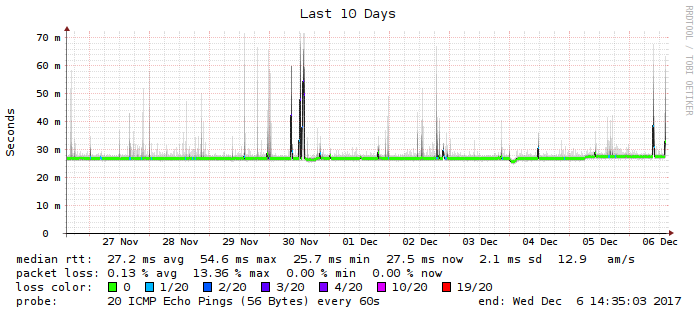 Last 10 Days
RRDTOOL / TOBI OETIKER
Seconds
70 m
60 m
50 m
40 m
30 m
20 m
10 m
0
27 Nov 28 Nov 29 Nov 30 Nov 01 Dec 02 Dec 03 Dec 04 Dec 05 Dec 06 Dec
median rtt: 27.2 ms avg 54.6 ms max 25.7 ms min 27.5 ms now 2.1 ms sd 12.9 am/s
packet loss: 0.13 % avg 13.36 % max 0.00 % min 0.00 % now
loss color: 0 1/20 2/20 3/20 4/20 10/20 19/20
probe: 20 ICMP Echo Pings (56 Bytes) every 60s end: Wed Dec 6 14:35:03 2017